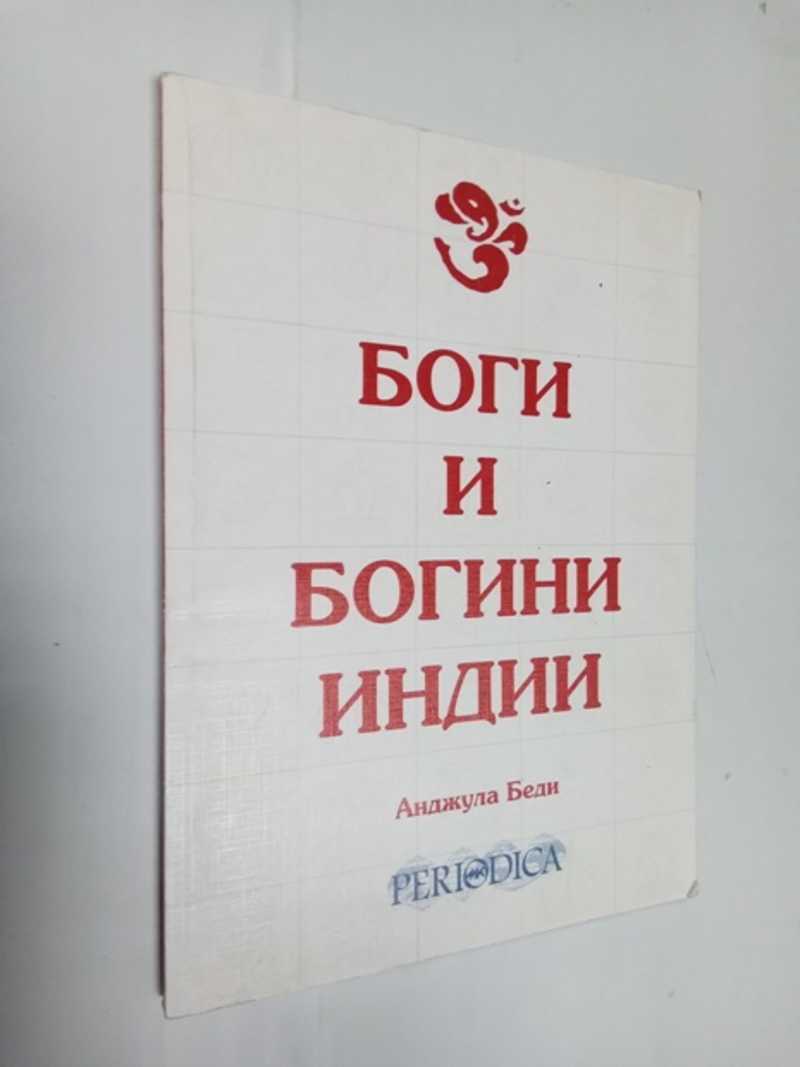 ॐ
БОГИ
И
БОГИНИ
ИНДИИ
Анджула Беди
PERIODICA